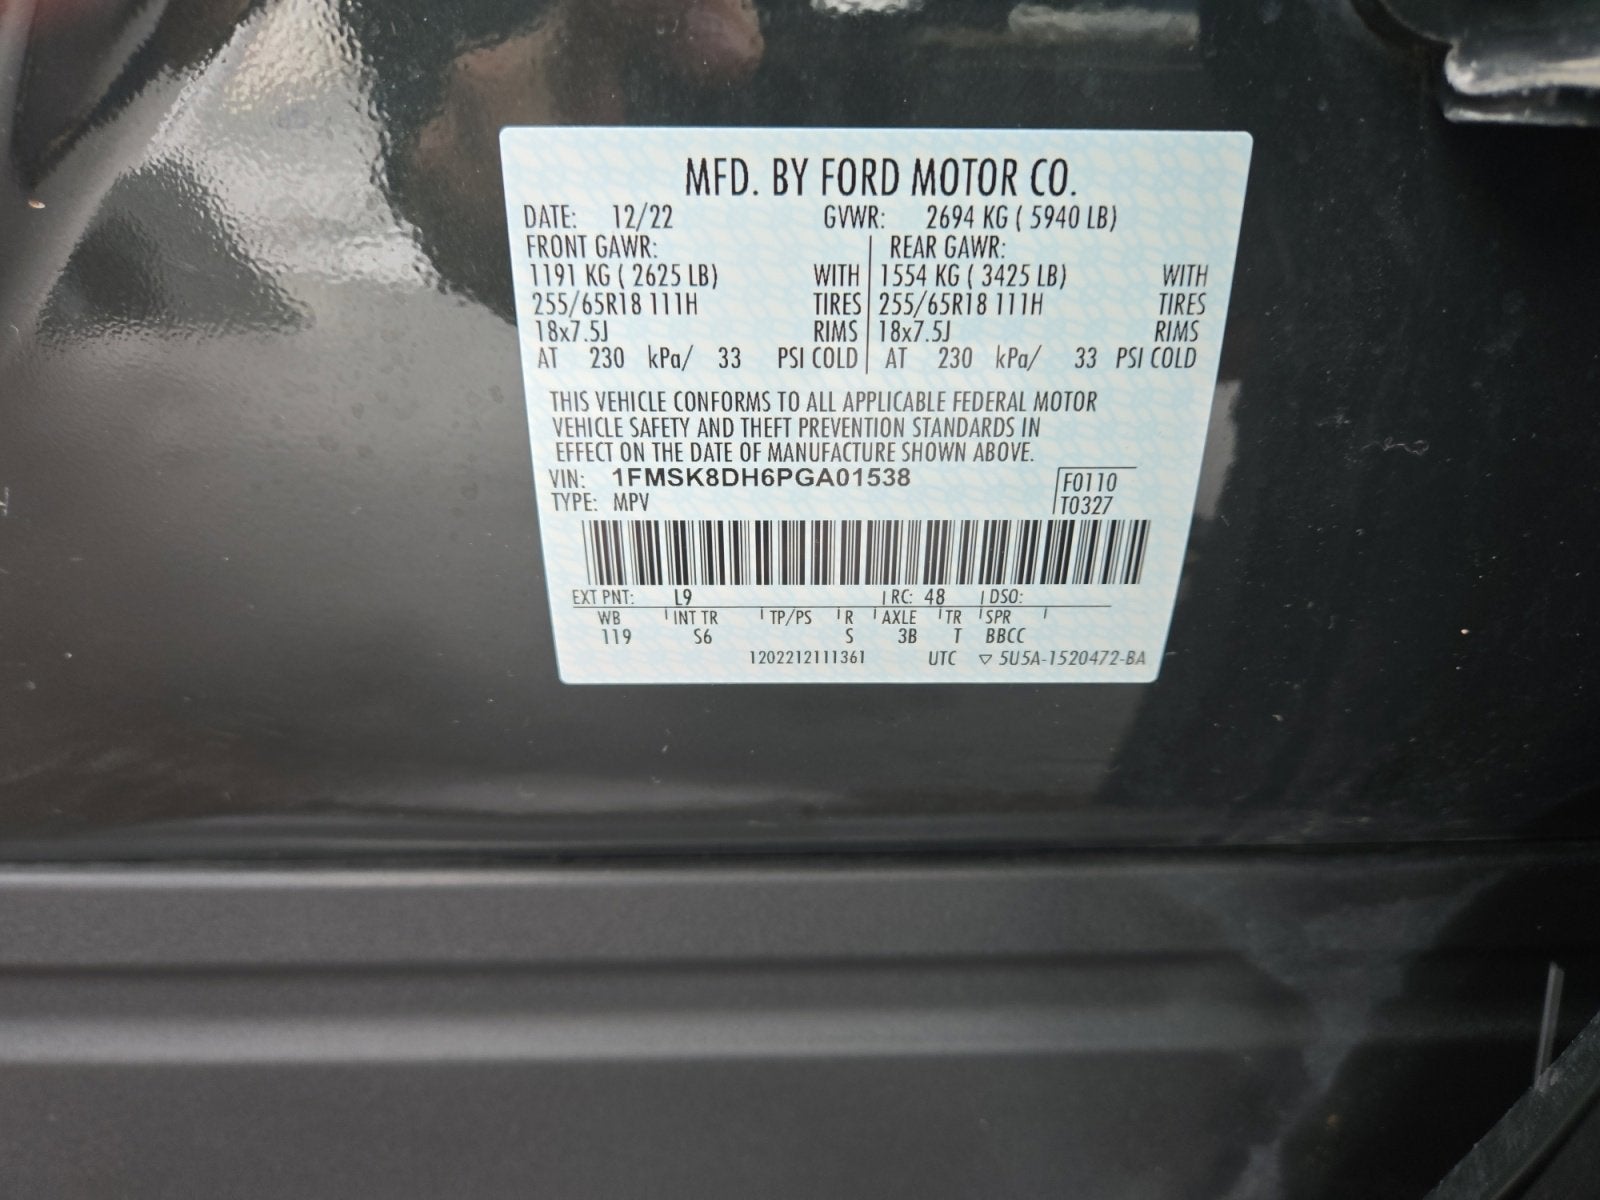 MFD. BY FORD MOTOR CO.
DATE: 12/22 GVWR: 2694 KG ( 5940 LB)
FRONT GAWR: REAR GAWR:
1191 KG ( 2625 LB) WITH 1554 KG ( 3425 LB) WITH
255/65R18 111H TIRES 255/65R18 111H TIRES
18x7.5J RIMS 18x7.5J RIMS
AT 230 kPa/ 33 PSI COLD AT 230 kPa/ 33 PSI COLD
THIS VEHICLE CONFORMS TO ALL APPLICABLE FEDERAL MOTOR
VEHICLE SAFETY AND THEFT PREVENTION STANDARDS IN
EFFECT ON THE DATE OF MANUFACTURE SHOWN ABOVE.
VIN: 1FMSK8DH6PGA01538 F0110
TYPE: MPV T0327
EXT PNT: L9 RC: 48 DSO:
WB INT TR TP/PS R AXLE TR SPR
119 S6 S 3B T BBCC
1202212111361 UTC ▽ 5U5A-1520472-BA